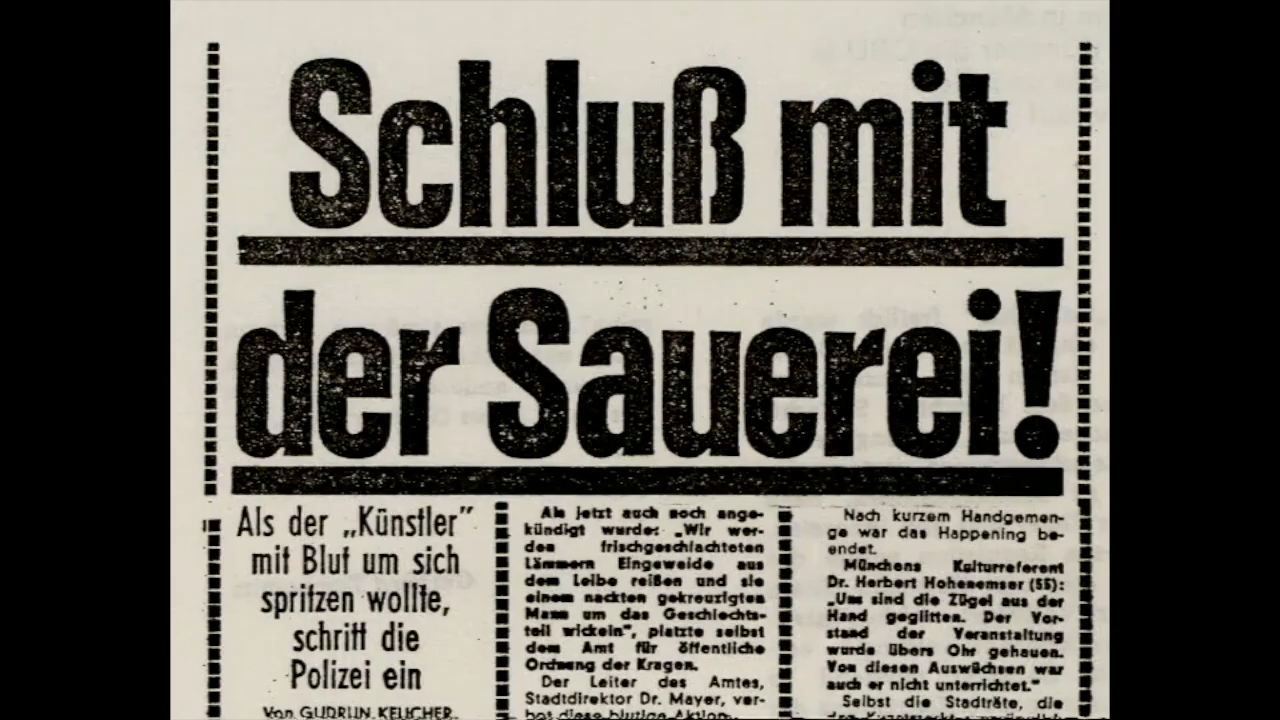 Schluß mit
der Sauerei!
Als der „Künstler”
mit Blut um sich
spritzen wollte,
schritt die
Polizei ein
Von GUDRUN KELICHER
Als jetzt auch noch ange-
kündigt wurde: „Wir wer-
den frischgeschlachteten
Lämmern Eingeweide aus
dem Leibe reißen und sie
einem nackten gekreuzigten
Mann um das Geschlechts-
teil wickeln”, platzte selbst
dem Amt für öffentliche
Ordnung der Kragen.
Der Leiter des Amtes,
Stadtdirektor Dr. Mayer, ver-
bot diese blutige Aktion.
Nach kurzem Handgemen-
ge war das Happening be-
endet.
Münchens Kulturreferent
Dr. Herbert Hohenemser (55):
„Uns sind die Zügel aus der
Hand geglitten. Der Vor-
stand der Veranstaltung
wurde übers Ohr gehauen.
Von diesen Auswüchsen war
auch er nicht unterrichtet.”
Selbst die Stadträte, die